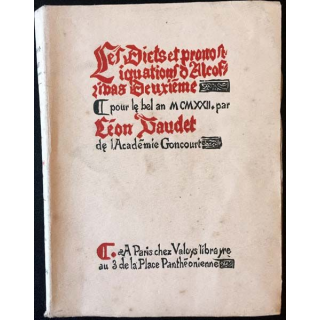 Les Dicts et pronos⸗
tiquations d'Alcof⸗
ribas Deuxième
¶ pour le bel an MCMXXII. par
Léon Daudet
de l'Académie Goncourt
¶. A Paris chez Valoys librayre
au 3 de la Place Panthéonienne